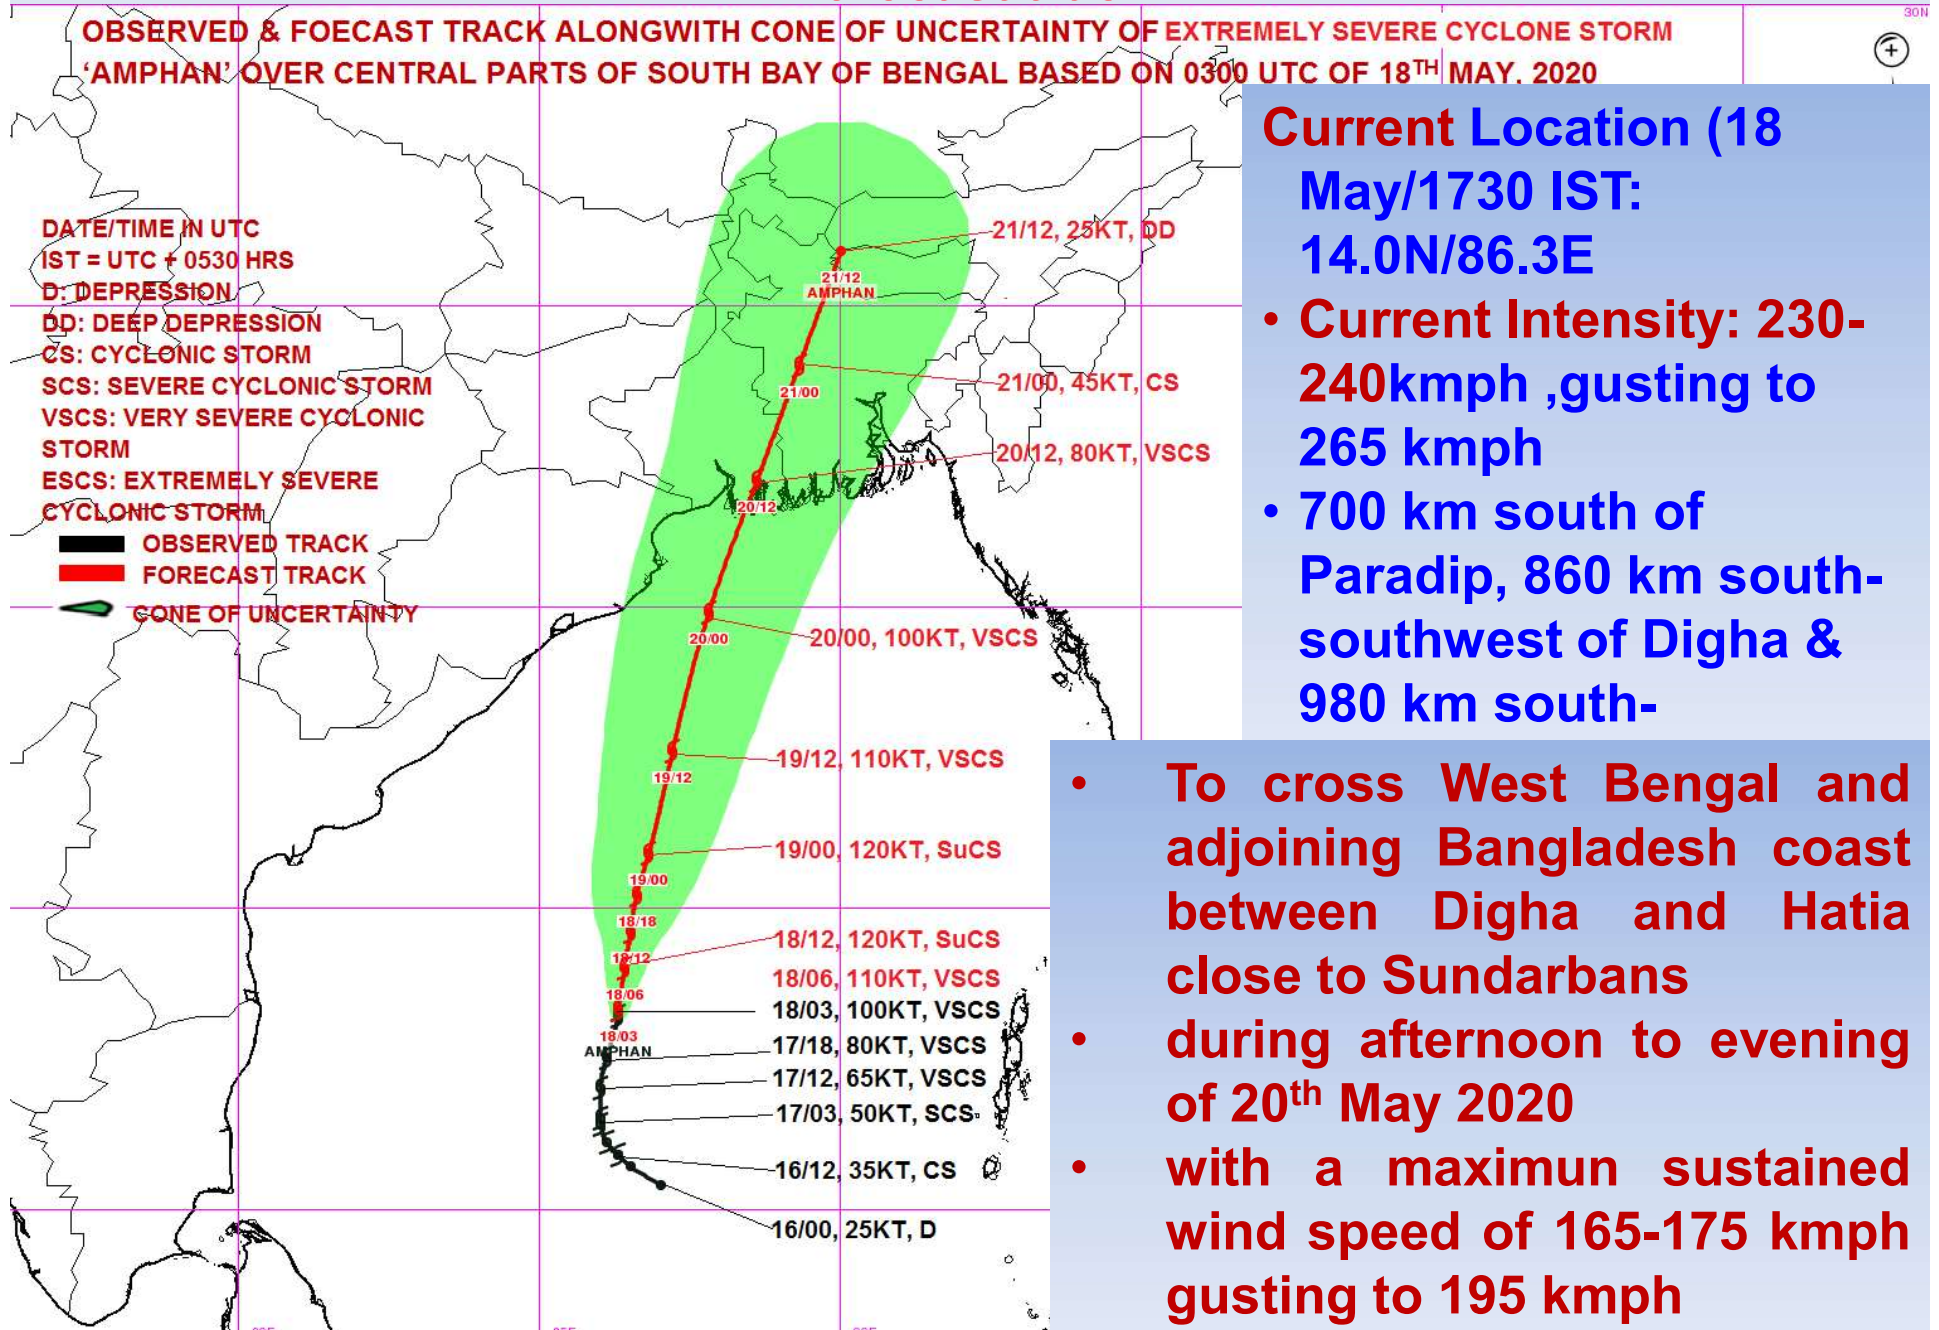 30N
OBSERVED & FOECAST TRACK ALONGWITH CONE OF UNCERTAINTY OF EXTREMELY SEVERE CYCLONE STORM
‘AMPHAN’ OVER CENTRAL PARTS OF SOUTH BAY OF BENGAL BASED ON 0300 UTC OF 18TH MAY, 2020
DATE/TIME IN UTC
IST = UTC + 0530 HRS
D: DEPRESSION
DD: DEEP DEPRESSION
CS: CYCLONIC STORM
SCS: SEVERE CYCLONIC STORM
VSCS: VERY SEVERE CYCLONIC
STORM
ESCS: EXTREMELY SEVERE
CYCLONIC STORM
OBSERVED TRACK
FORECAST TRACK
CONE OF UNCERTAINTY
21/12, 25KT, DD
21/12
AMPHAN
21/00, 45KT, CS
21/00
20/12, 80KT, VSCS
20/12
20/00, 100KT, VSCS
20/00
19/12, 110KT, VSCS
19/12
19/00, 120KT, SuCS
19/00
18/18
18/12, 120KT, SuCS
18/12
18/06, 110KT, VSCS
18/06
18/03, 100KT, VSCS
18/03
AMPHAN
17/18, 80KT, VSCS
17/12, 65KT, VSCS
17/03, 50KT, SCS
16/12, 35KT, CS
16/00, 25KT, D
Current Location (18
May/1730 IST:
14.0N/86.3E
• Current Intensity: 230-
240kmph ,gusting to
265 kmph
• 700 km south of
Paradip, 860 km south-
southwest of Digha &
980 km south-
• To cross West Bengal and
adjoining Bangladesh coast
between Digha and Hatia
close to Sundarbans
• during afternoon to evening
of 20th May 2020
• with a maximun sustained
wind speed of 165-175 kmph
gusting to 195 kmph